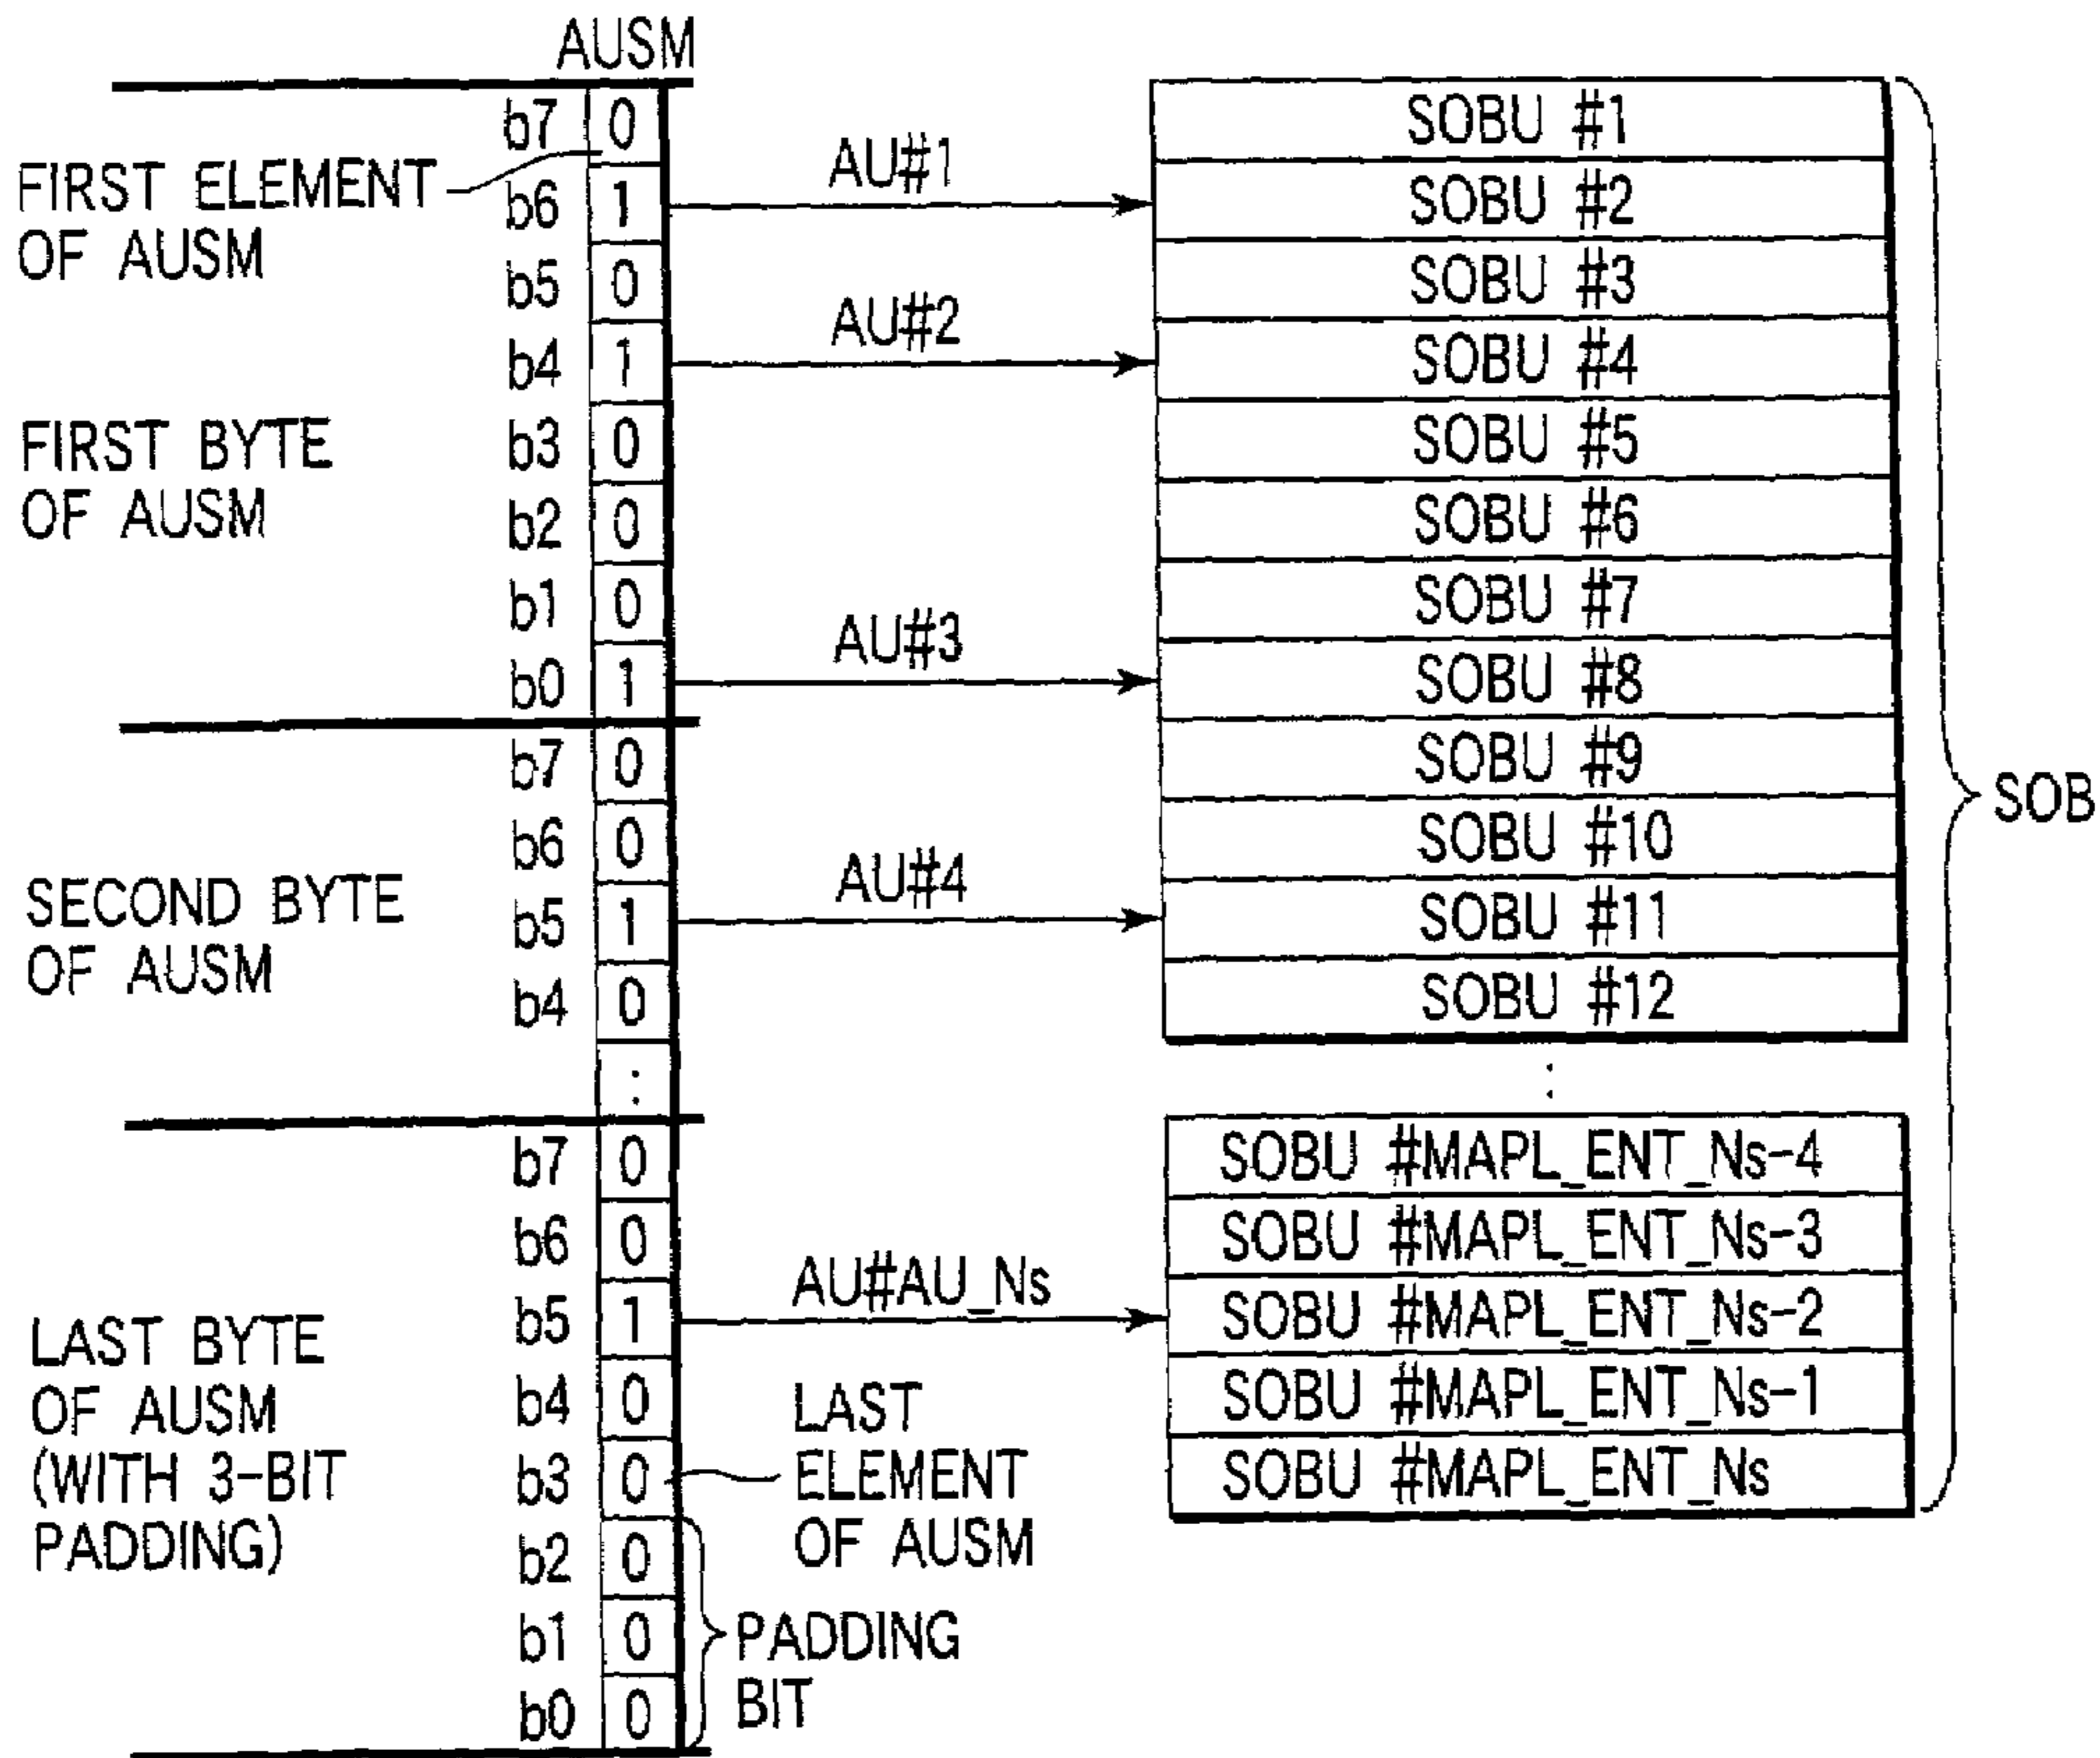 AUSM
b7 0 SOBU #1
FIRST ELEMENT
OF AUSM
b6 1 AU#1 SOBU #2
b5 0 SOBU #3
b4 1 AU#2 SOBU #4
FIRST BYTE
OF AUSM
b3 0 SOBU #5
b2 0 SOBU #6
b1 0 SOBU #7
b0 1 AU#3 SOBU #8
b7 0 SOBU #9
SOB
b6 0 SOBU #10
SECOND BYTE
OF AUSM
b5 1 AU#4 SOBU #11
b4 0 SOBU #12
: :
b7 0 SOBU #MAPL_ENT_Ns-4
b6 0 SOBU #MAPL_ENT_Ns-3
b5 1 AU#AU_Ns SOBU #MAPL_ENT_Ns-2
LAST BYTE
OF AUSM
(WITH 3-BIT
PADDING)
b4 0 SOBU #MAPL_ENT_Ns-1
b3 0 SOBU #MAPL_ENT_Ns
LAST
ELEMENT
OF AUSM
b2 0
b1 0
b0 0
PADDING
BIT